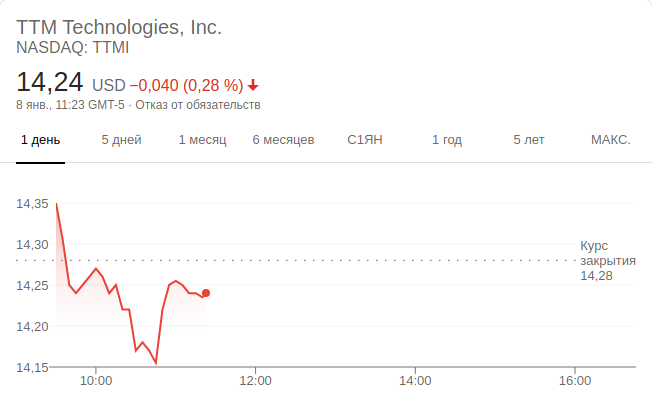 TTM Technologies, Inc.
NASDAQ: TTMI
14,24 USD −0,040 (0,28 %)
8 янв., 11:23 GMT-5 · Отказ от обязательств
1 день 5 дней 1 месяц 6 месяцев С1ЯН 1 год 5 лет МАКС.
14,35
14,30
14,25
14,20
14,15
Курс
закрытия
14,28
10:00 12:00 14:00 16:00